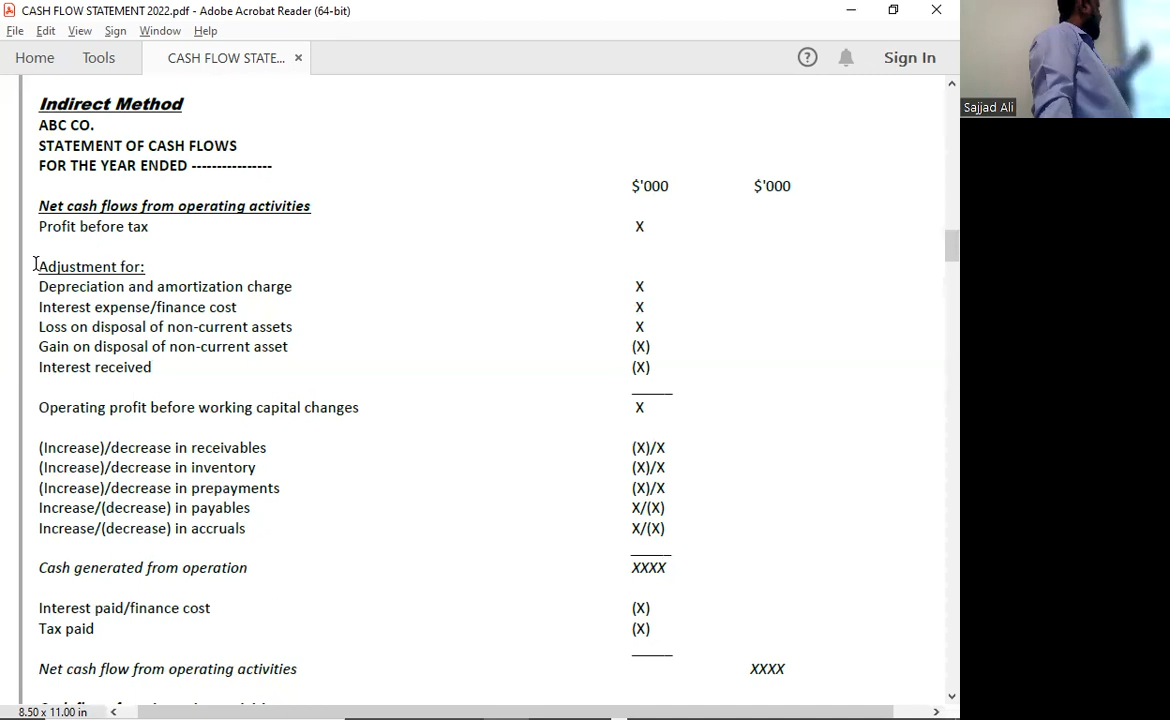 CASH FLOW STATEMENT 2022.pdf - Adobe Acrobat Reader (64-bit)
File Edit View Sign Window Help
Home Tools CASH FLOW STATE... × Sign In
Sajjad Ali
Indirect Method
ABC CO.
STATEMENT OF CASH FLOWS
FOR THE YEAR ENDED ----------------
$'000 $'000
Net cash flows from operating activities
Profit before tax X
Adjustment for:
Depreciation and amortization charge X
Interest expense/finance cost X
Loss on disposal of non-current assets X
Gain on disposal of non-current asset (X)
Interest received (X)
Operating profit before working capital changes X
(Increase)/decrease in receivables (X)/X
(Increase)/decrease in inventory (X)/X
(Increase)/decrease in prepayments (X)/X
Increase/(decrease) in payables X/(X)
Increase/(decrease) in accruals X/(X)
Cash generated from operation XXXX
Interest paid/finance cost (X)
Tax paid (X)
Net cash flow from operating activities XXXX
8.50 x 11.00 in